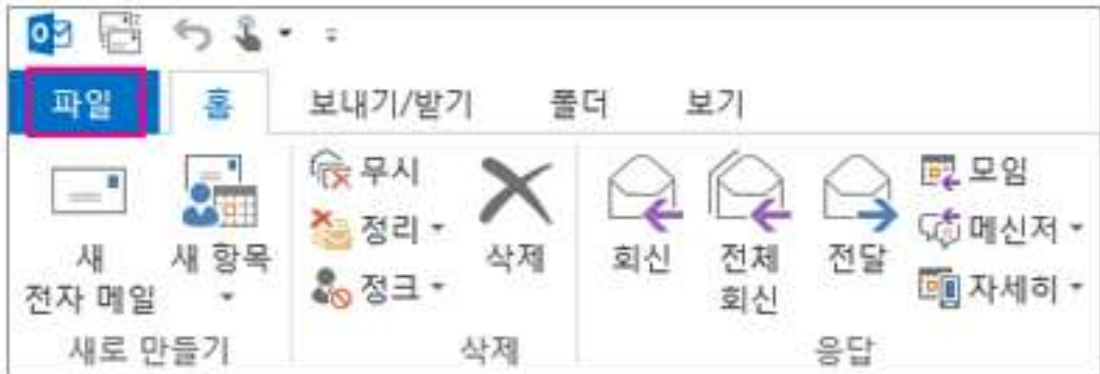 파일 홈 보내기/받기 폴더 보기
새 전자 메일
새 항목
무시
정리
정크
삭제
회신
전체 회신
전달
모임
메신저
자세히
새로 만들기 삭제 응답